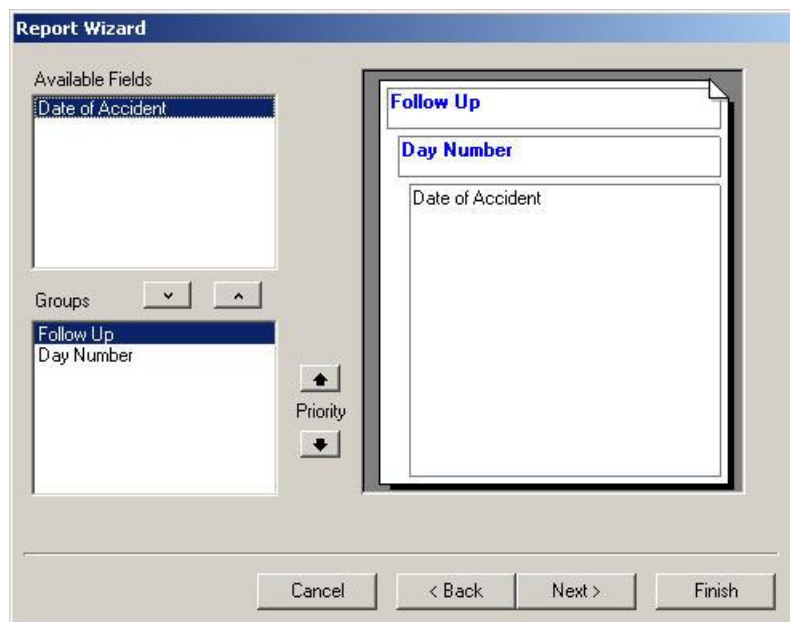 Report Wizard
Available Fields
Date of Accident
Groups
Follow Up
Day Number
Priority
Follow Up
Day Number
Date of Accident
Cancel
< Back
Next >
Finish